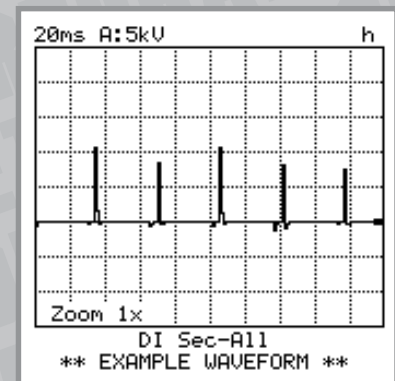 20ms A:5kV h
Zoom 1x
DI Sec-All
** EXAMPLE WAVEFORM **